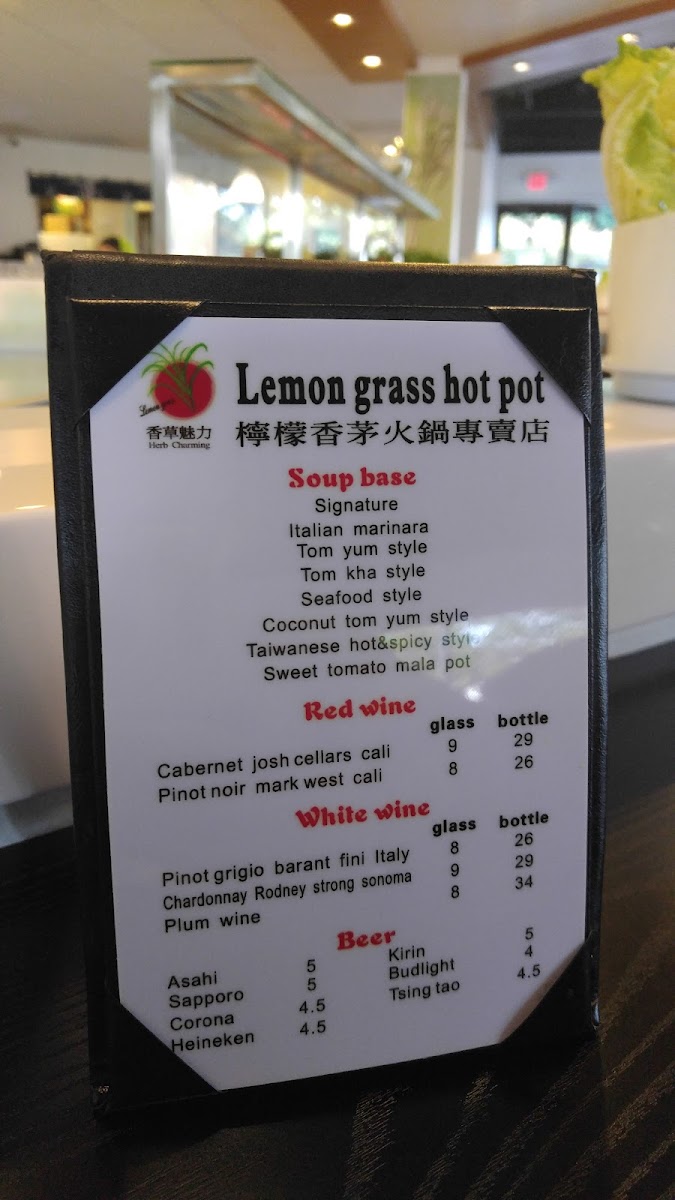 Lemon grass
香草魅力
Herb Charming
Lemon grass hot pot
檸檬香茅火鍋專賣店
Soup base
Signature
Italian marinara
Tom yum style
Tom kha style
Seafood style
Coconut tom yum style
Taiwanese hot&spicy style
Sweet tomato mala pot
Red wine
glass bottle
Cabernet josh cellars cali 9 29
Pinot noir mark west cali 8 26
White wine
glass bottle
Pinot grigio barant fini Italy 8 26
Chardonnay Rodney strong sonoma 9 29
Plum wine 8 34
Beer
Asahi 5 Kirin 5
Sapporo 5 Budlight 4
Corona 4.5 Tsing tao 4.5
Heineken 4.5